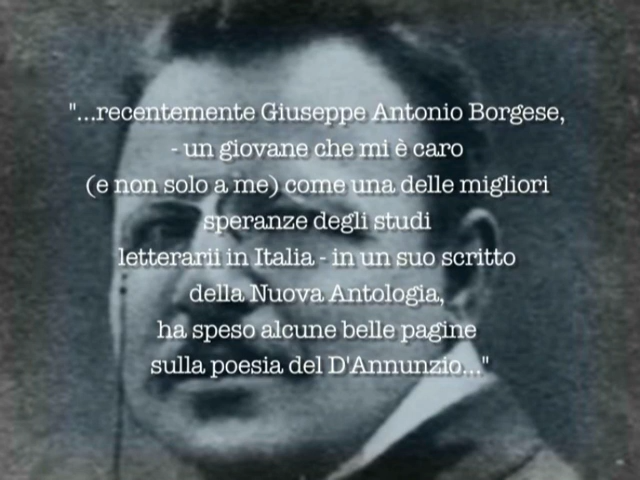 "...recentemente Giuseppe Antonio Borgese,
- un giovane che mi è caro
(e non solo a me) come una delle migliori
speranze degli studi
letterarii in Italia - in un suo scritto
della Nuova Antologia,
ha speso alcune belle pagine
sulla poesia del D'Annunzio..."